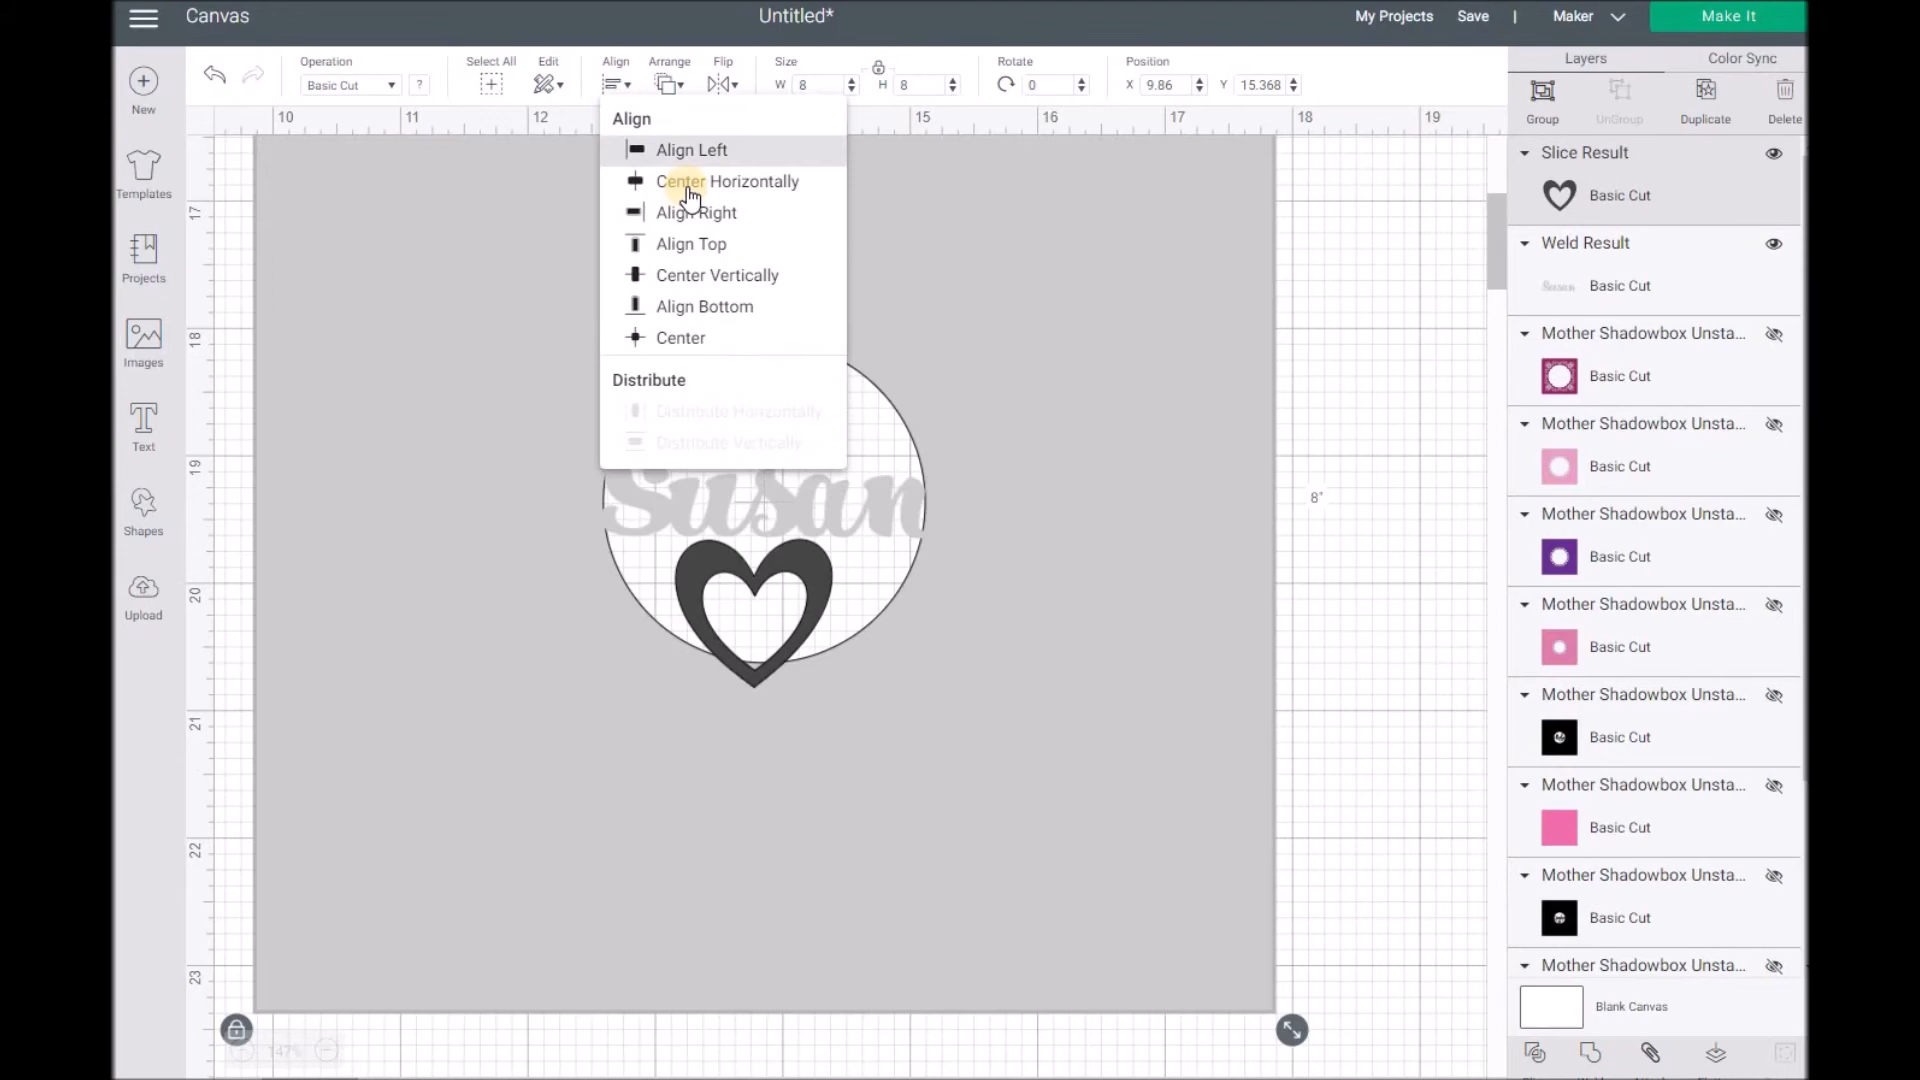 Canvas
Untitled*
My Projects Save | Maker Make It
Operation
Basic Cut ?
Select All
Edit
Align
Arrange
Flip
Size
W 8
H 8
Rotate
0
Position
X 9.86
Y 15.368
Layers
Color Sync
New
Templates
Projects
Images
Text
Shapes
Upload
10 11 12 15 16 17 18 19
17
18
19
20
21
22
23
Align
Align Left
Center Horizontally
Align Right
Align Top
Center Vertically
Align Bottom
Center
Distribute
Distribute Horizontally
Distribute Vertically
Susan
8"
147%
Group UnGroup Duplicate Delete
Slice Result
Basic Cut
Weld Result
Susan Basic Cut
Mother Shadowbox Unsta...
Basic Cut
Mother Shadowbox Unsta...
Basic Cut
Mother Shadowbox Unsta...
Basic Cut
Mother Shadowbox Unsta...
Basic Cut
Mother Shadowbox Unsta...
Basic Cut
Mother Shadowbox Unsta...
Basic Cut
Mother Shadowbox Unsta...
Basic Cut
Mother Shadowbox Unsta...
Blank Canvas